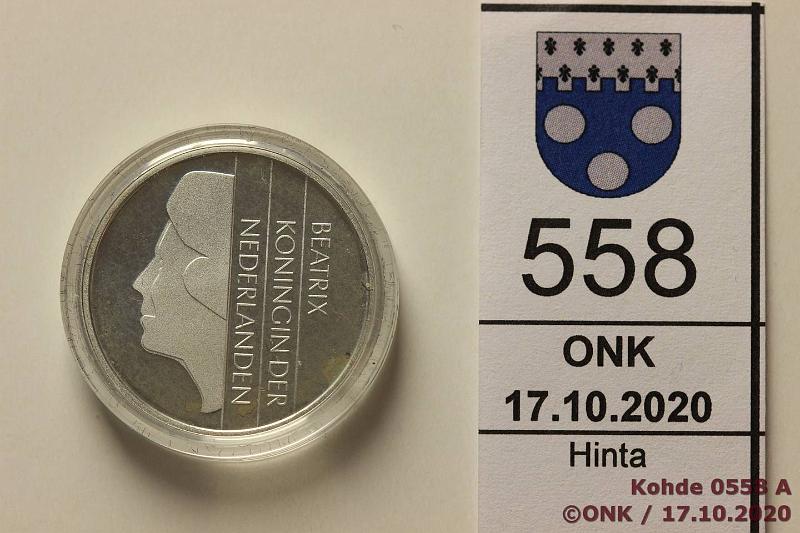 BEATRIX
KONINGIN DER
NEDERLANDEN
558
ONK
17.10.2020
Hinta
Kohde 0558 A
©ONK / 17.10.2020